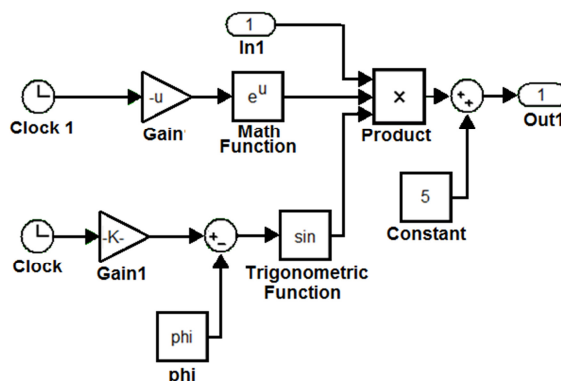 1
In1
Clock 1
-u
Gain
e^u
Math
Function
×
Product
+
+
1
Out1
5
Constant
Clock
-K-
Gain1
+
−
sin
Trigonometric
Function
phi
phi